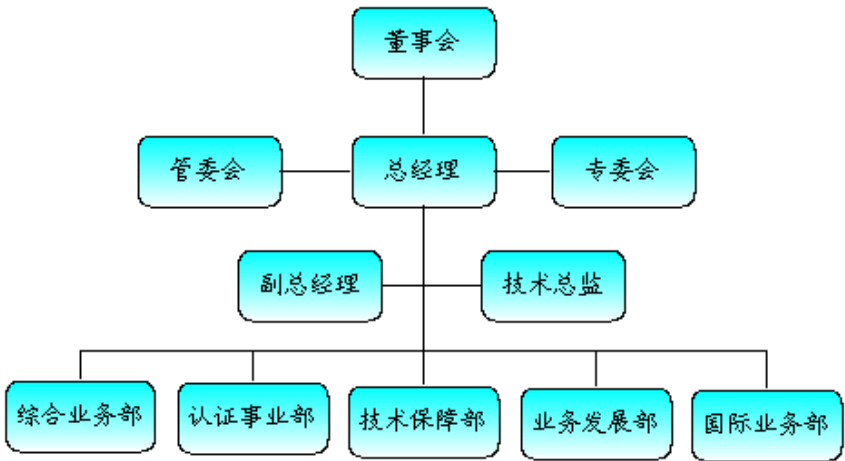 董事会
管委会
总经理
专委会
副总经理
技术总监
综合业务部
认证事业部
技术保障部
业务发展部
国际业务部